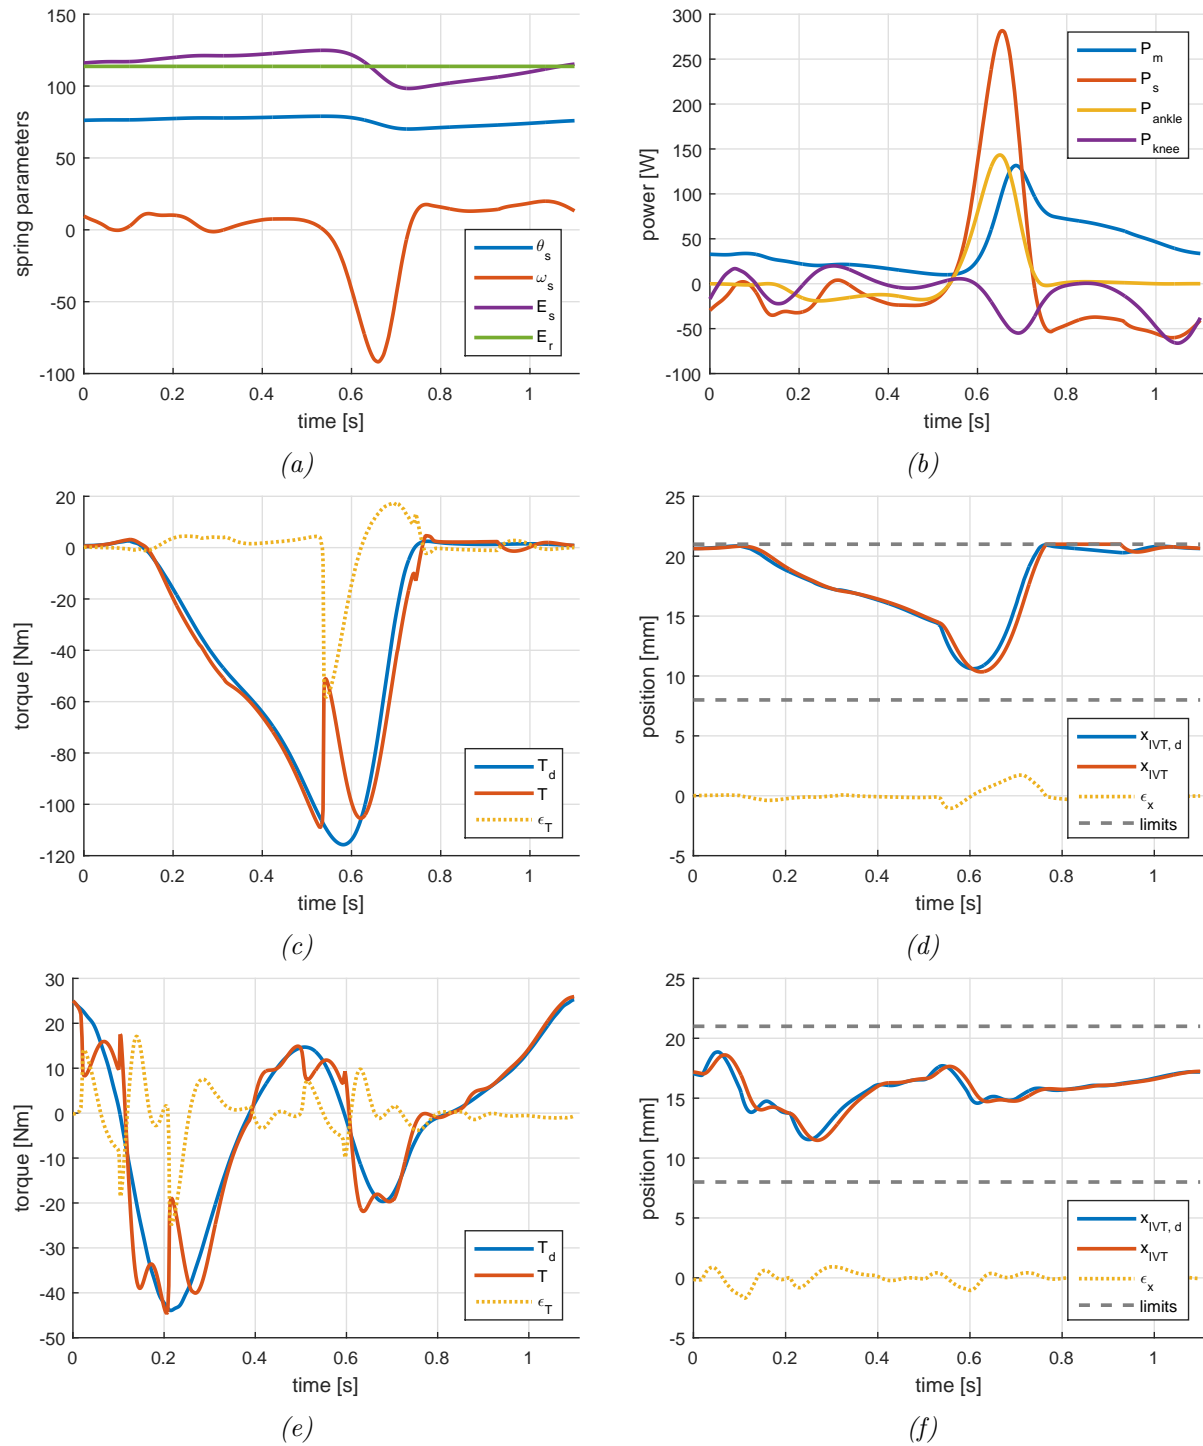 150
100
50
0
-50
-100
spring parameters
θs
ωs
Es
Er
0 0.2 0.4 0.6 0.8 1
time [s]
(a)
300
250
200
150
100
50
0
-50
-100
power [W]
Pm
Ps
Pankle
Pknee
0 0.2 0.4 0.6 0.8 1
time [s]
(b)
20
0
-20
-40
-60
-80
-100
-120
torque [Nm]
Td
T
ϵT
0 0.2 0.4 0.6 0.8 1
time [s]
(c)
25
20
15
10
5
0
-5
position [mm]
xIVT, d
xIVT
ϵx
limits
0 0.2 0.4 0.6 0.8 1
time [s]
(d)
30
20
10
0
-10
-20
-30
-40
-50
torque [Nm]
Td
T
ϵT
0 0.2 0.4 0.6 0.8 1
time [s]
(e)
25
20
15
10
5
0
-5
position [mm]
xIVT, d
xIVT
ϵx
limits
0 0.2 0.4 0.6 0.8 1
time [s]
(f)